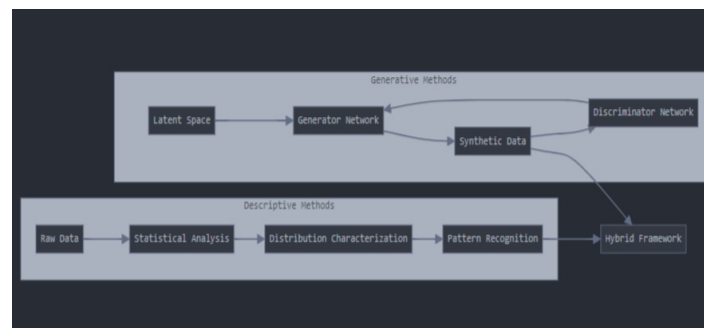 Generative Methods
Latent Space
Generator Network
Synthetic Data
Discriminator Network
Descriptive Methods
Raw Data
Statistical Analysis
Distribution Characterization
Pattern Recognition
Hybrid Framework